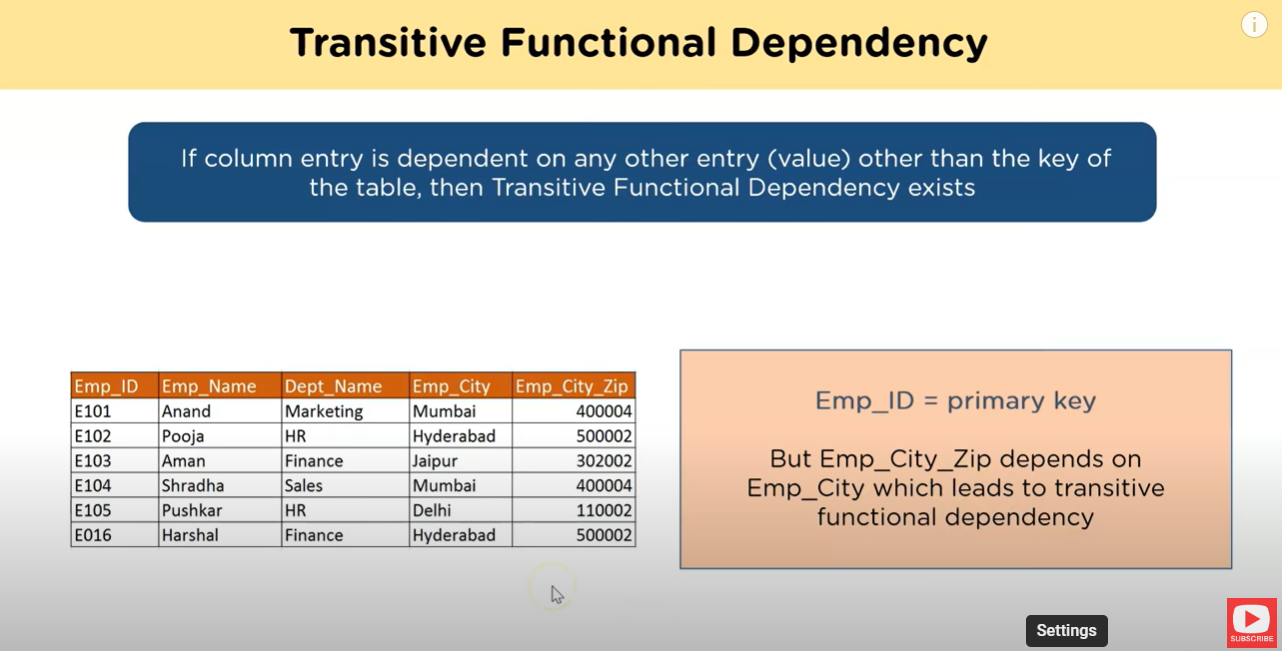 Transitive Functional Dependency
i
If column entry is dependent on any other entry (value) other than the key of
the table, then Transitive Functional Dependency exists
Emp_ID Emp_Name Dept_Name Emp_City Emp_City_Zip
E101 Anand Marketing Mumbai 400004
E102 Pooja HR Hyderabad 500002
E103 Aman Finance Jaipur 302002
E104 Shradha Sales Mumbai 400004
E105 Pushkar HR Delhi 110002
E016 Harshal Finance Hyderabad 500002
Emp_ID = primary key
But Emp_City_Zip depends on
Emp_City which leads to transitive
functional dependency
Settings
SUBSCRIBE